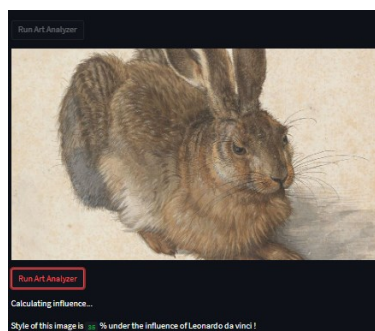 Run Art Analyzer
Run Art Analyzer
Calculating influence...
Style of this image is % under the influence of Leonardo da vinci !